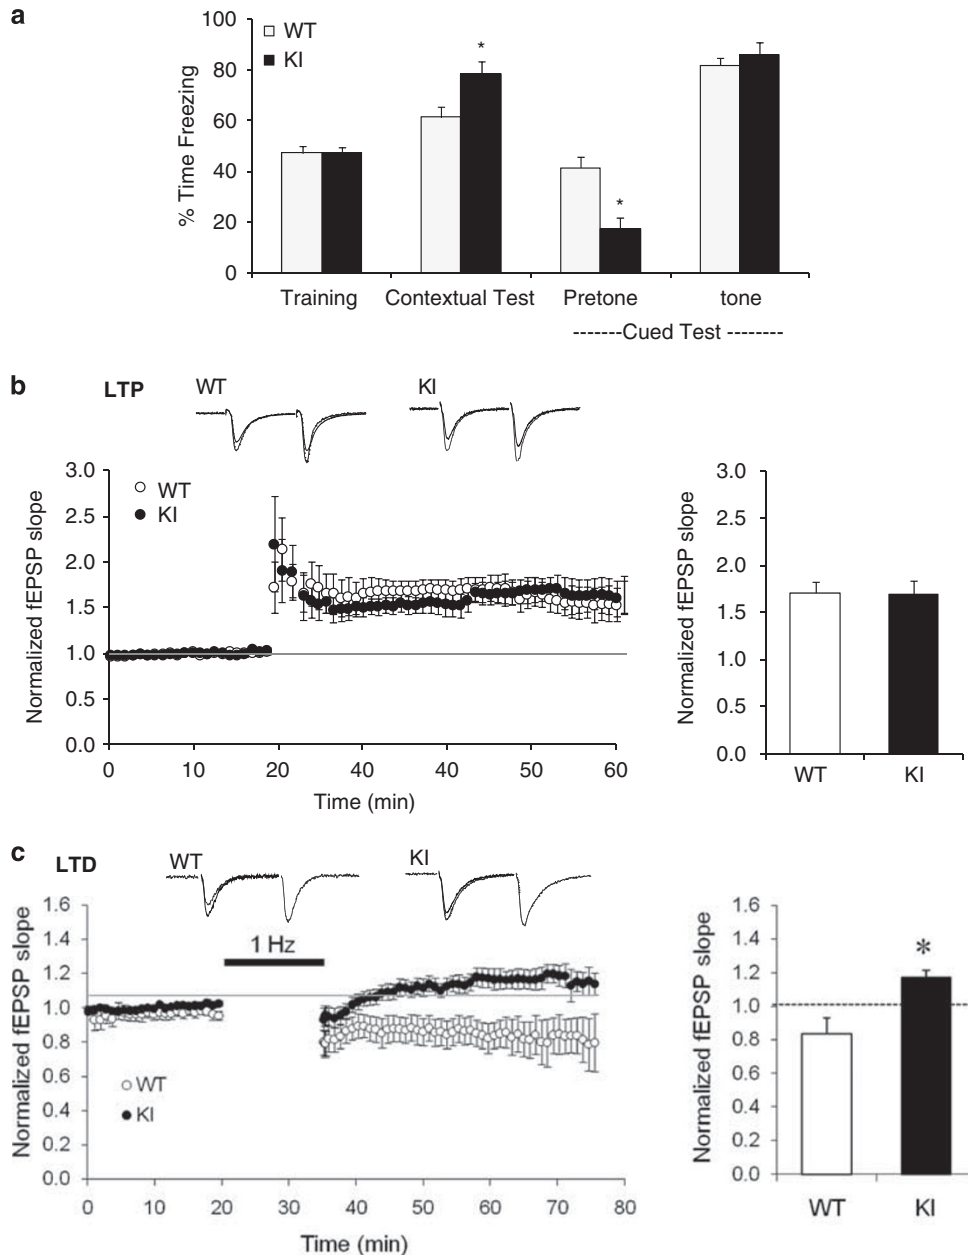 a
100
80
60
40
20
0
% Time Freezing
WT
KI
*
*
Training Contextual Test Pretone tone
-------Cued Test --------
b
LTP
WT
KI
3.0
2.5
2.0
1.5
1.0
0.5
0.0
Normalized fEPSP slope
WT
KI
0 10 20 20 30 40 40 50 60
Time (min)
3.0
2.5
2.0
1.5
1.0
0.5
0.0
Normalized fEPSP slope
WT KI
c
LTD
WT
KI
1.6
1.4
1.2
1.0
0.8
0.6
0.4
0.2
0.0
Normalized fEPSP slope
1 Hz
WT
KI
0 10 20 30 40 50 60 70 80
Time (min)
1.6
1.4
1.2
1.0
0.8
0.6
0.4
0.2
0.0
Normalized fEPSP slope
*
WT KI